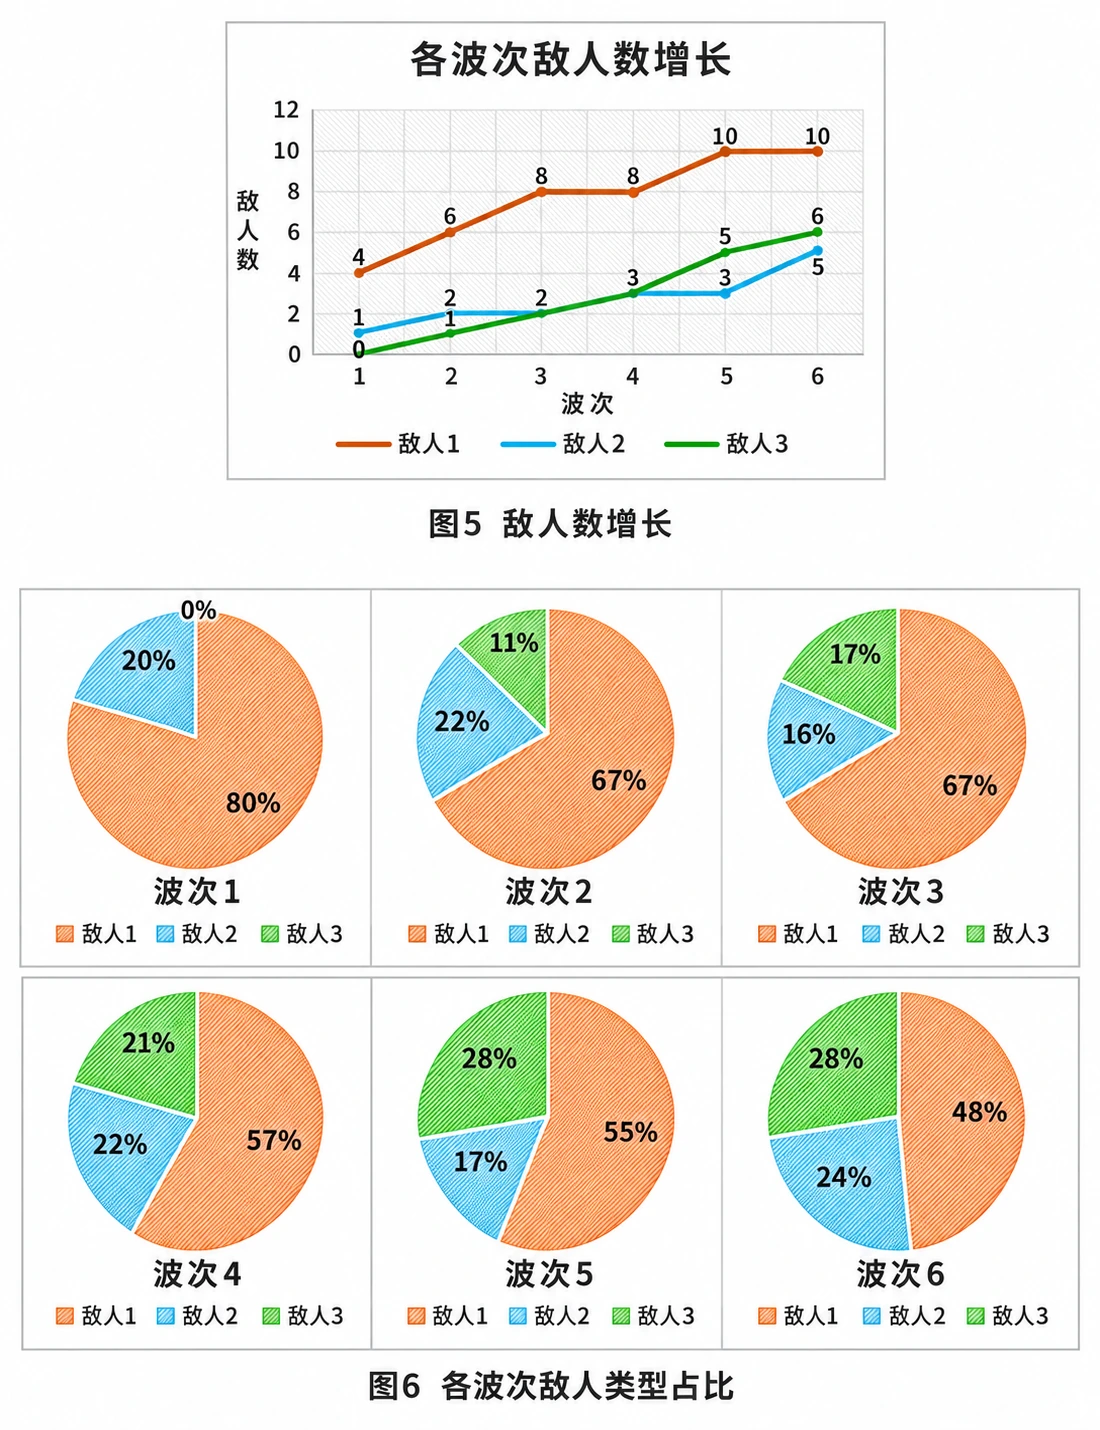 各波次敌人数增长
12
10
8
6
4
2
0
敌人数
4 6 8 8 10 10
1 2 2 3 3 5
0 1 5 6
1 2 3 4 5 6
波次
敌人1 敌人2 敌人3
图5 敌人数增长
0%
20%
80%
波次1
敌人1 敌人2 敌人3
11%
22%
67%
波次2
敌人1 敌人2 敌人3
17%
16%
67%
波次3
敌人1 敌人2 敌人3
21%
22%
57%
波次4
敌人1 敌人2 敌人3
28%
17%
55%
波次5
敌人1 敌人2 敌人3
28%
24%
48%
波次6
敌人1 敌人2 敌人3
图6 各波次敌人类型占比